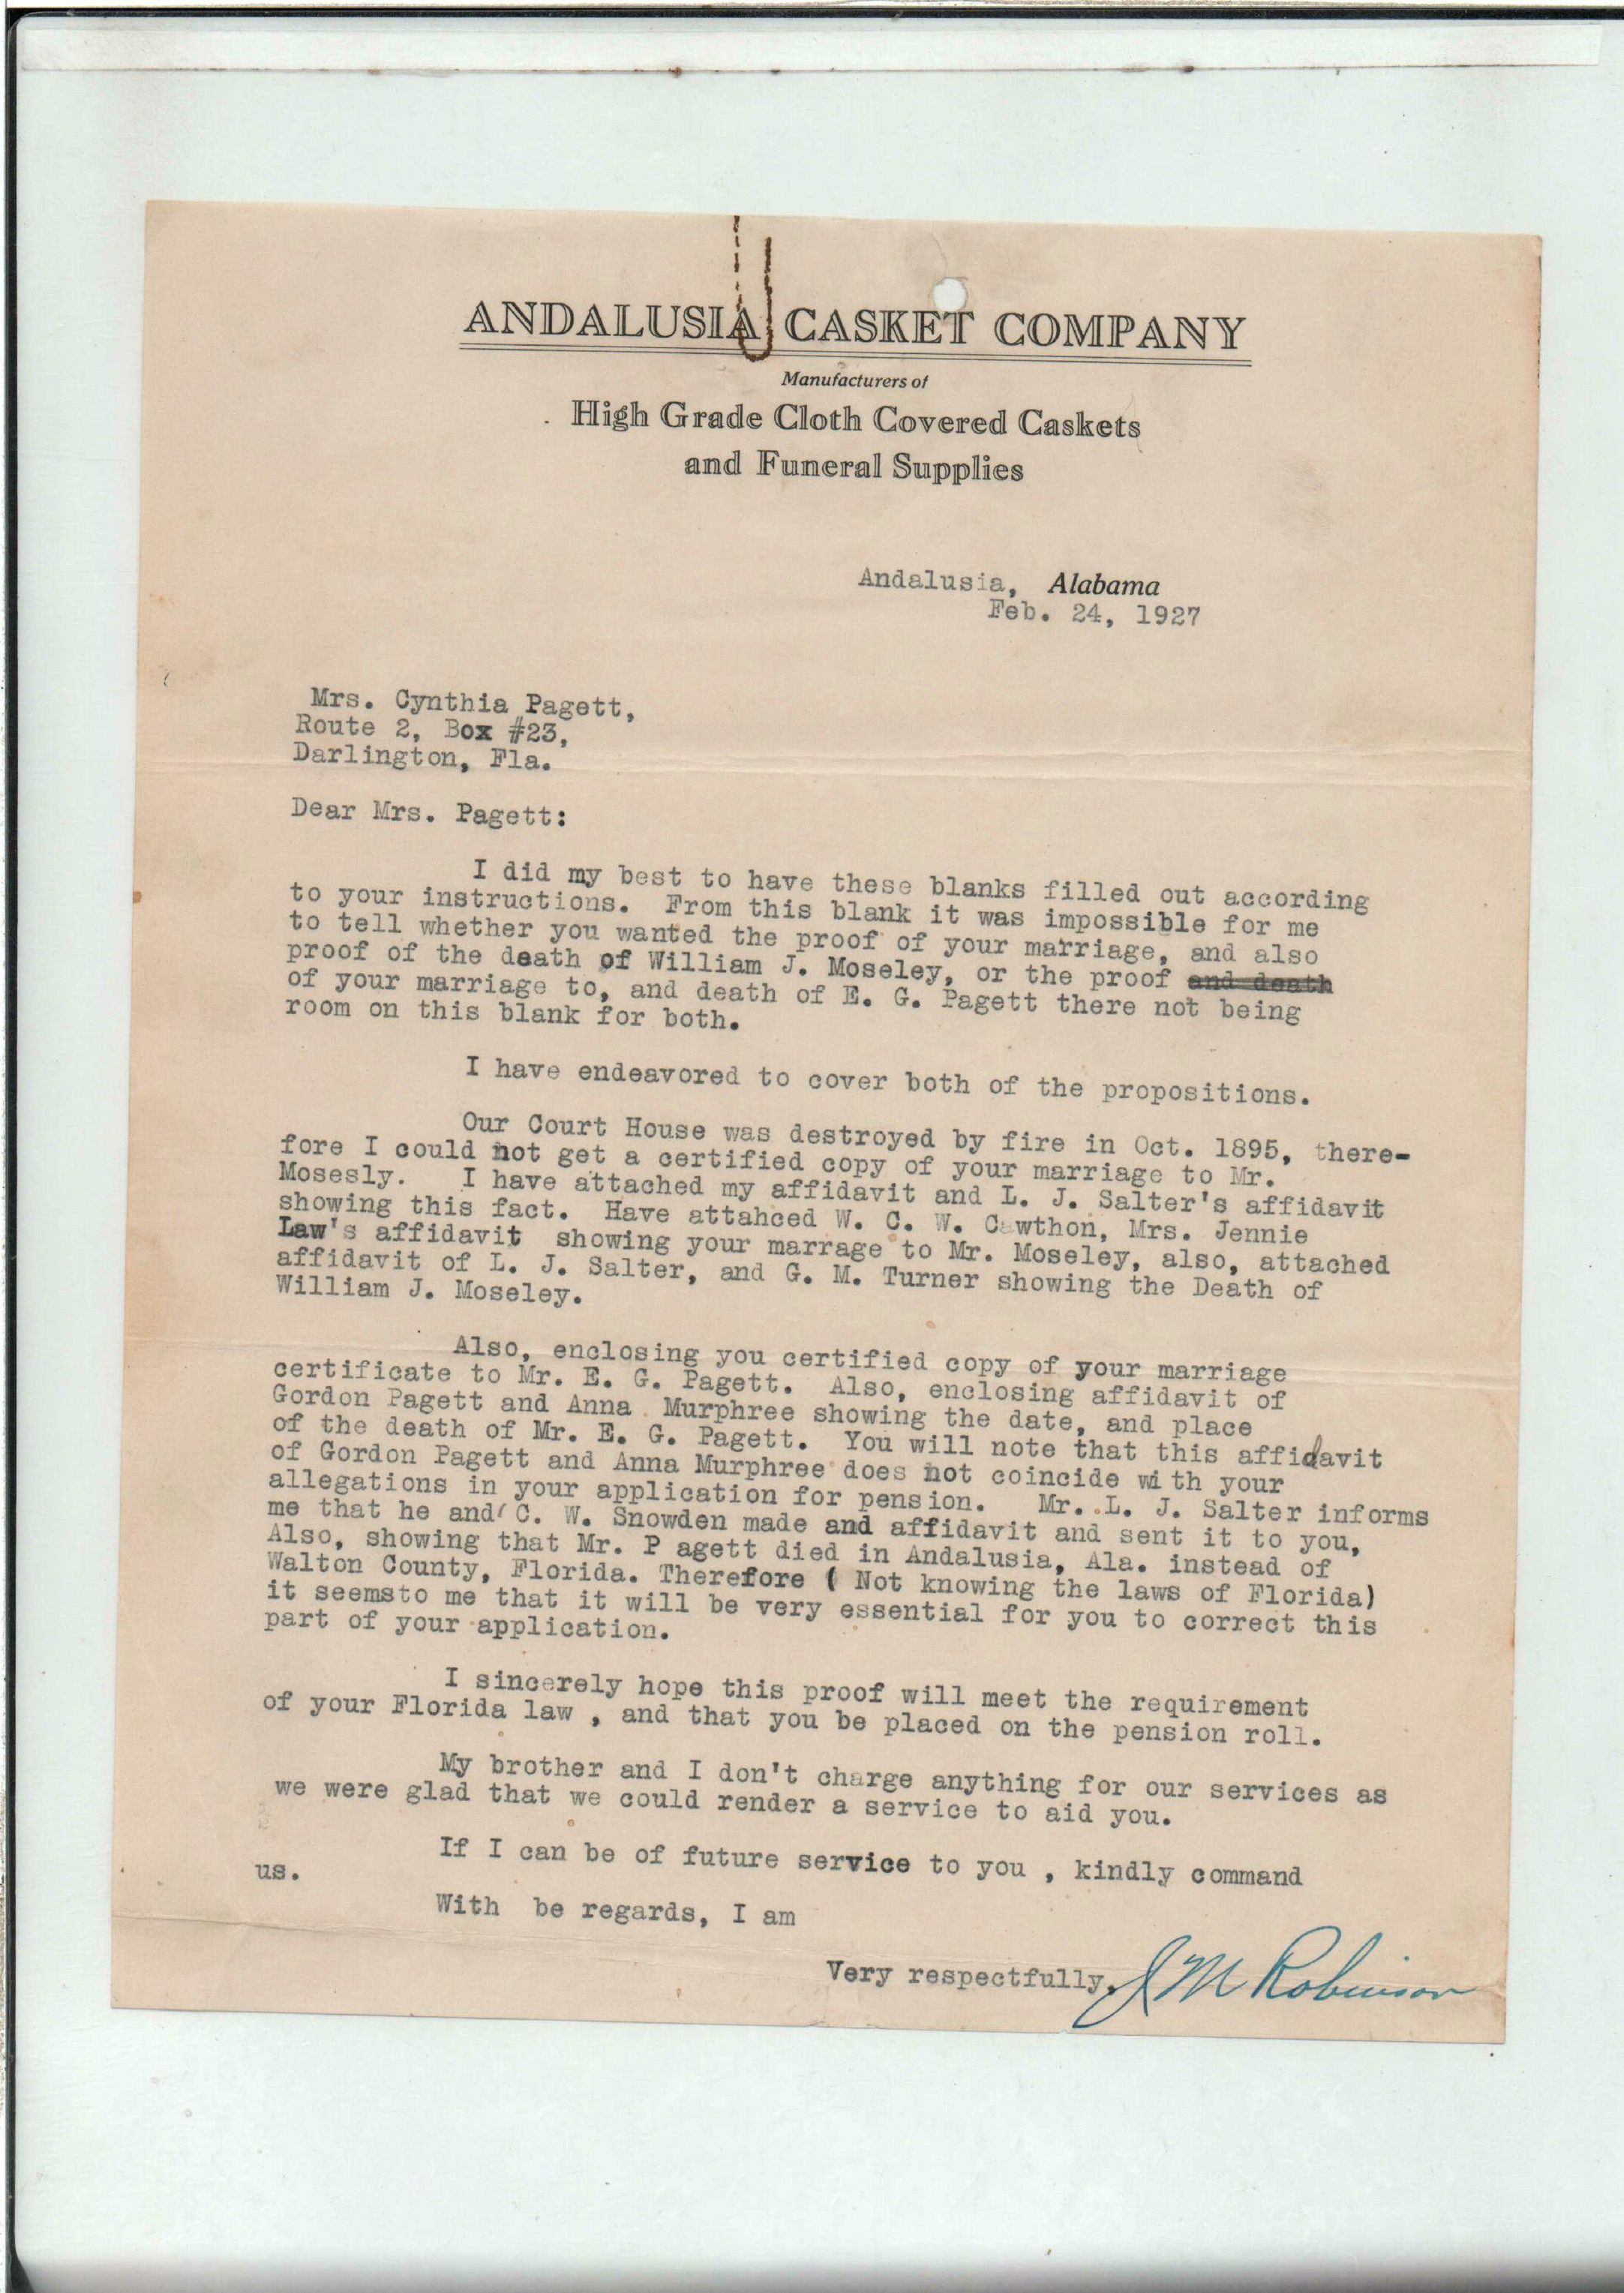 ANDALUSIA CASKET COMPANY
Manufacturers of
High Grade Cloth Covered Caskets
and Funeral Supplies
Andalusia, Alabama
Feb. 24, 1927
Mrs. Cynthia Pagett,
Route 2, Box #23,
Darlington, Fla.
Dear Mrs. Pagett:
I did my best to have these blanks filled out according
to your instructions. From this blank it was impossible for me
to tell whether you wanted the proof of your marriage, and also
proof of the death of William J. Moseley, or the proof and death
of your marriage to, and death of E. G. Pagett there not being
room on this blank for both.
I have endeavored to cover both of the propositions.
Our Court House was destroyed by fire in Oct. 1895, there-
fore I could not get a certified copy of your marriage to Mr.
Mosesly. I have attached my affidavit and L. J. Salter's affidavit
showing this fact. Have attahced W. C. W. Cawthon, Mrs. Jennie
Law's affidavit showing your marrage to Mr. Moseley, also, attached
affidavit of L. J. Salter, and G. M. Turner showing the Death of
William J. Moseley.
Also, enclosing you certified copy of your marriage
certificate to Mr. E. G. Pagett. Also, enclosing affidavit of
Gordon Pagett and Anna Murphree showing the date, and place
of the death of Mr. E. G. Pagett. You will note that this affidavit
of Gordon Pagett and Anna Murphree does not coincide with your
allegations in your application for pension. Mr. L. J. Salter informs
me that he and C. W. Snowden made and affidavit and sent it to you,
Also, showing that Mr. P agett died in Andalusia, Ala. instead of
Walton County, Florida. Therefore ( Not knowing the laws of Florida)
it seemsto me that it will be very essential for you to correct this
part of your application.
I sincerely hope this proof will meet the requirement
of your Florida law , and that you be placed on the pension roll.
My brother and I don't charge anything for our services as
we were glad that we could render a service to aid you.
If I can be of future service to you , kindly command
us.
With be regards, I am
Very respectfully, J M Robinson